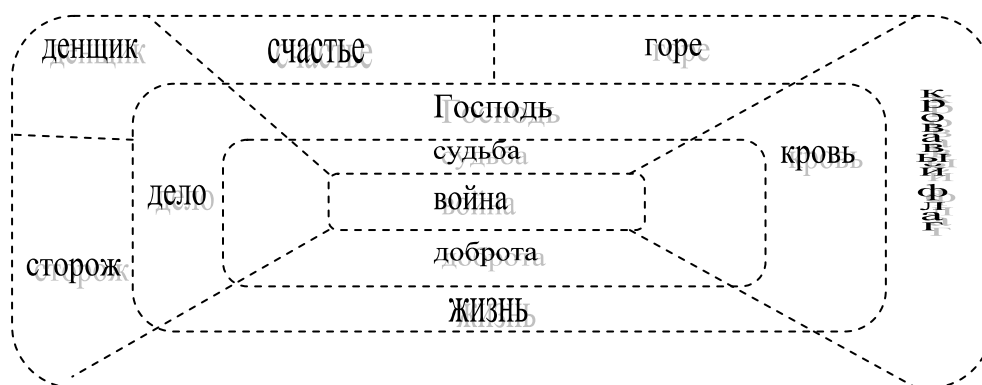 денщик
счастье
горе
Господь
судьба
кровь
кровавый флаг
дело
война
доброта
сторож
жизнь